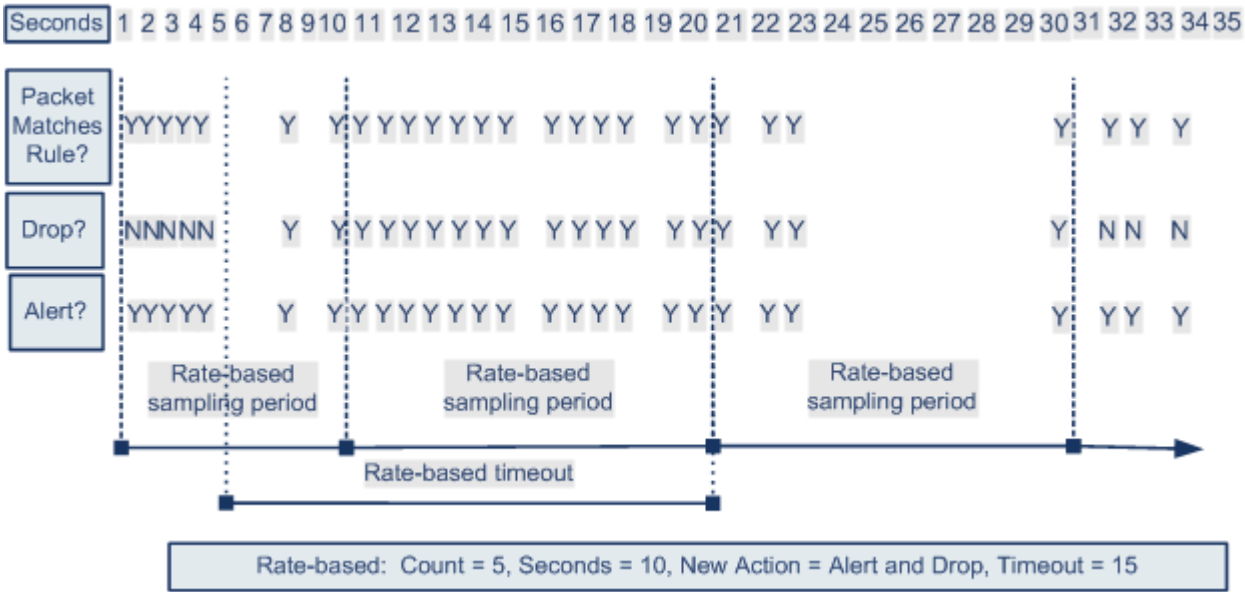 Seconds 1 2 3 4 5 6 7 8 9 10 11 12 13 14 15 16 17 18 19 20 21 22 23 24 25 26 27 28 29 30 31 32 33 34 35
Packet
Matches
Rule?
Y Y Y Y Y Y Y Y Y Y Y Y Y Y Y Y Y Y Y Y Y Y Y Y Y Y Y
Drop?
N N N N N Y Y Y Y Y Y Y Y Y Y Y Y Y Y Y Y Y Y Y N N N
Alert?
Y Y Y Y Y Y Y Y Y Y Y Y Y Y Y Y Y Y Y Y Y Y Y Y Y Y Y
Rate-based
sampling period
Rate-based
sampling period
Rate-based
sampling period
Rate-based timeout
Rate-based: Count = 5, Seconds = 10, New Action = Alert and Drop, Timeout = 15